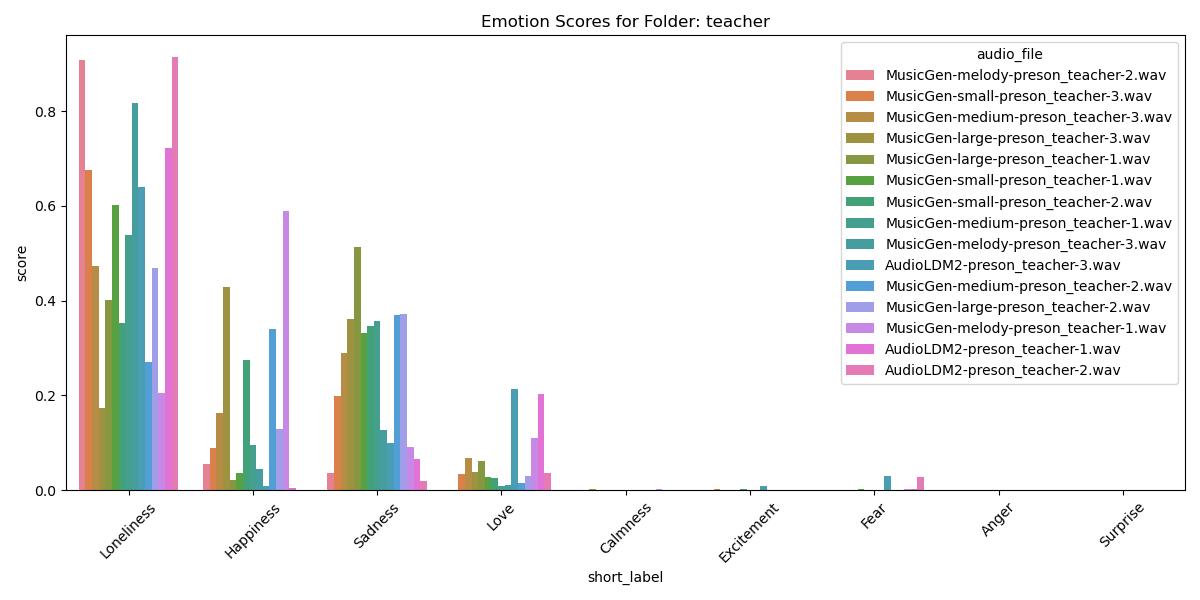 Emotion Scores for Folder: teacher
score
0.8
0.6
0.4
0.2
0.0
audio_file
MusicGen-melody-preson_teacher-2.wav
MusicGen-small-preson_teacher-3.wav
MusicGen-medium-preson_teacher-3.wav
MusicGen-large-preson_teacher-3.wav
MusicGen-large-preson_teacher-1.wav
MusicGen-small-preson_teacher-1.wav
MusicGen-small-preson_teacher-2.wav
MusicGen-medium-preson_teacher-1.wav
MusicGen-melody-preson_teacher-3.wav
AudioLDM2-preson_teacher-3.wav
MusicGen-medium-preson_teacher-2.wav
MusicGen-large-preson_teacher-2.wav
MusicGen-melody-preson_teacher-1.wav
AudioLDM2-preson_teacher-1.wav
AudioLDM2-preson_teacher-2.wav
Loneliness
Happiness
Sadness
Love
Calmness
Excitement
Fear
Anger
Surprise
short_label